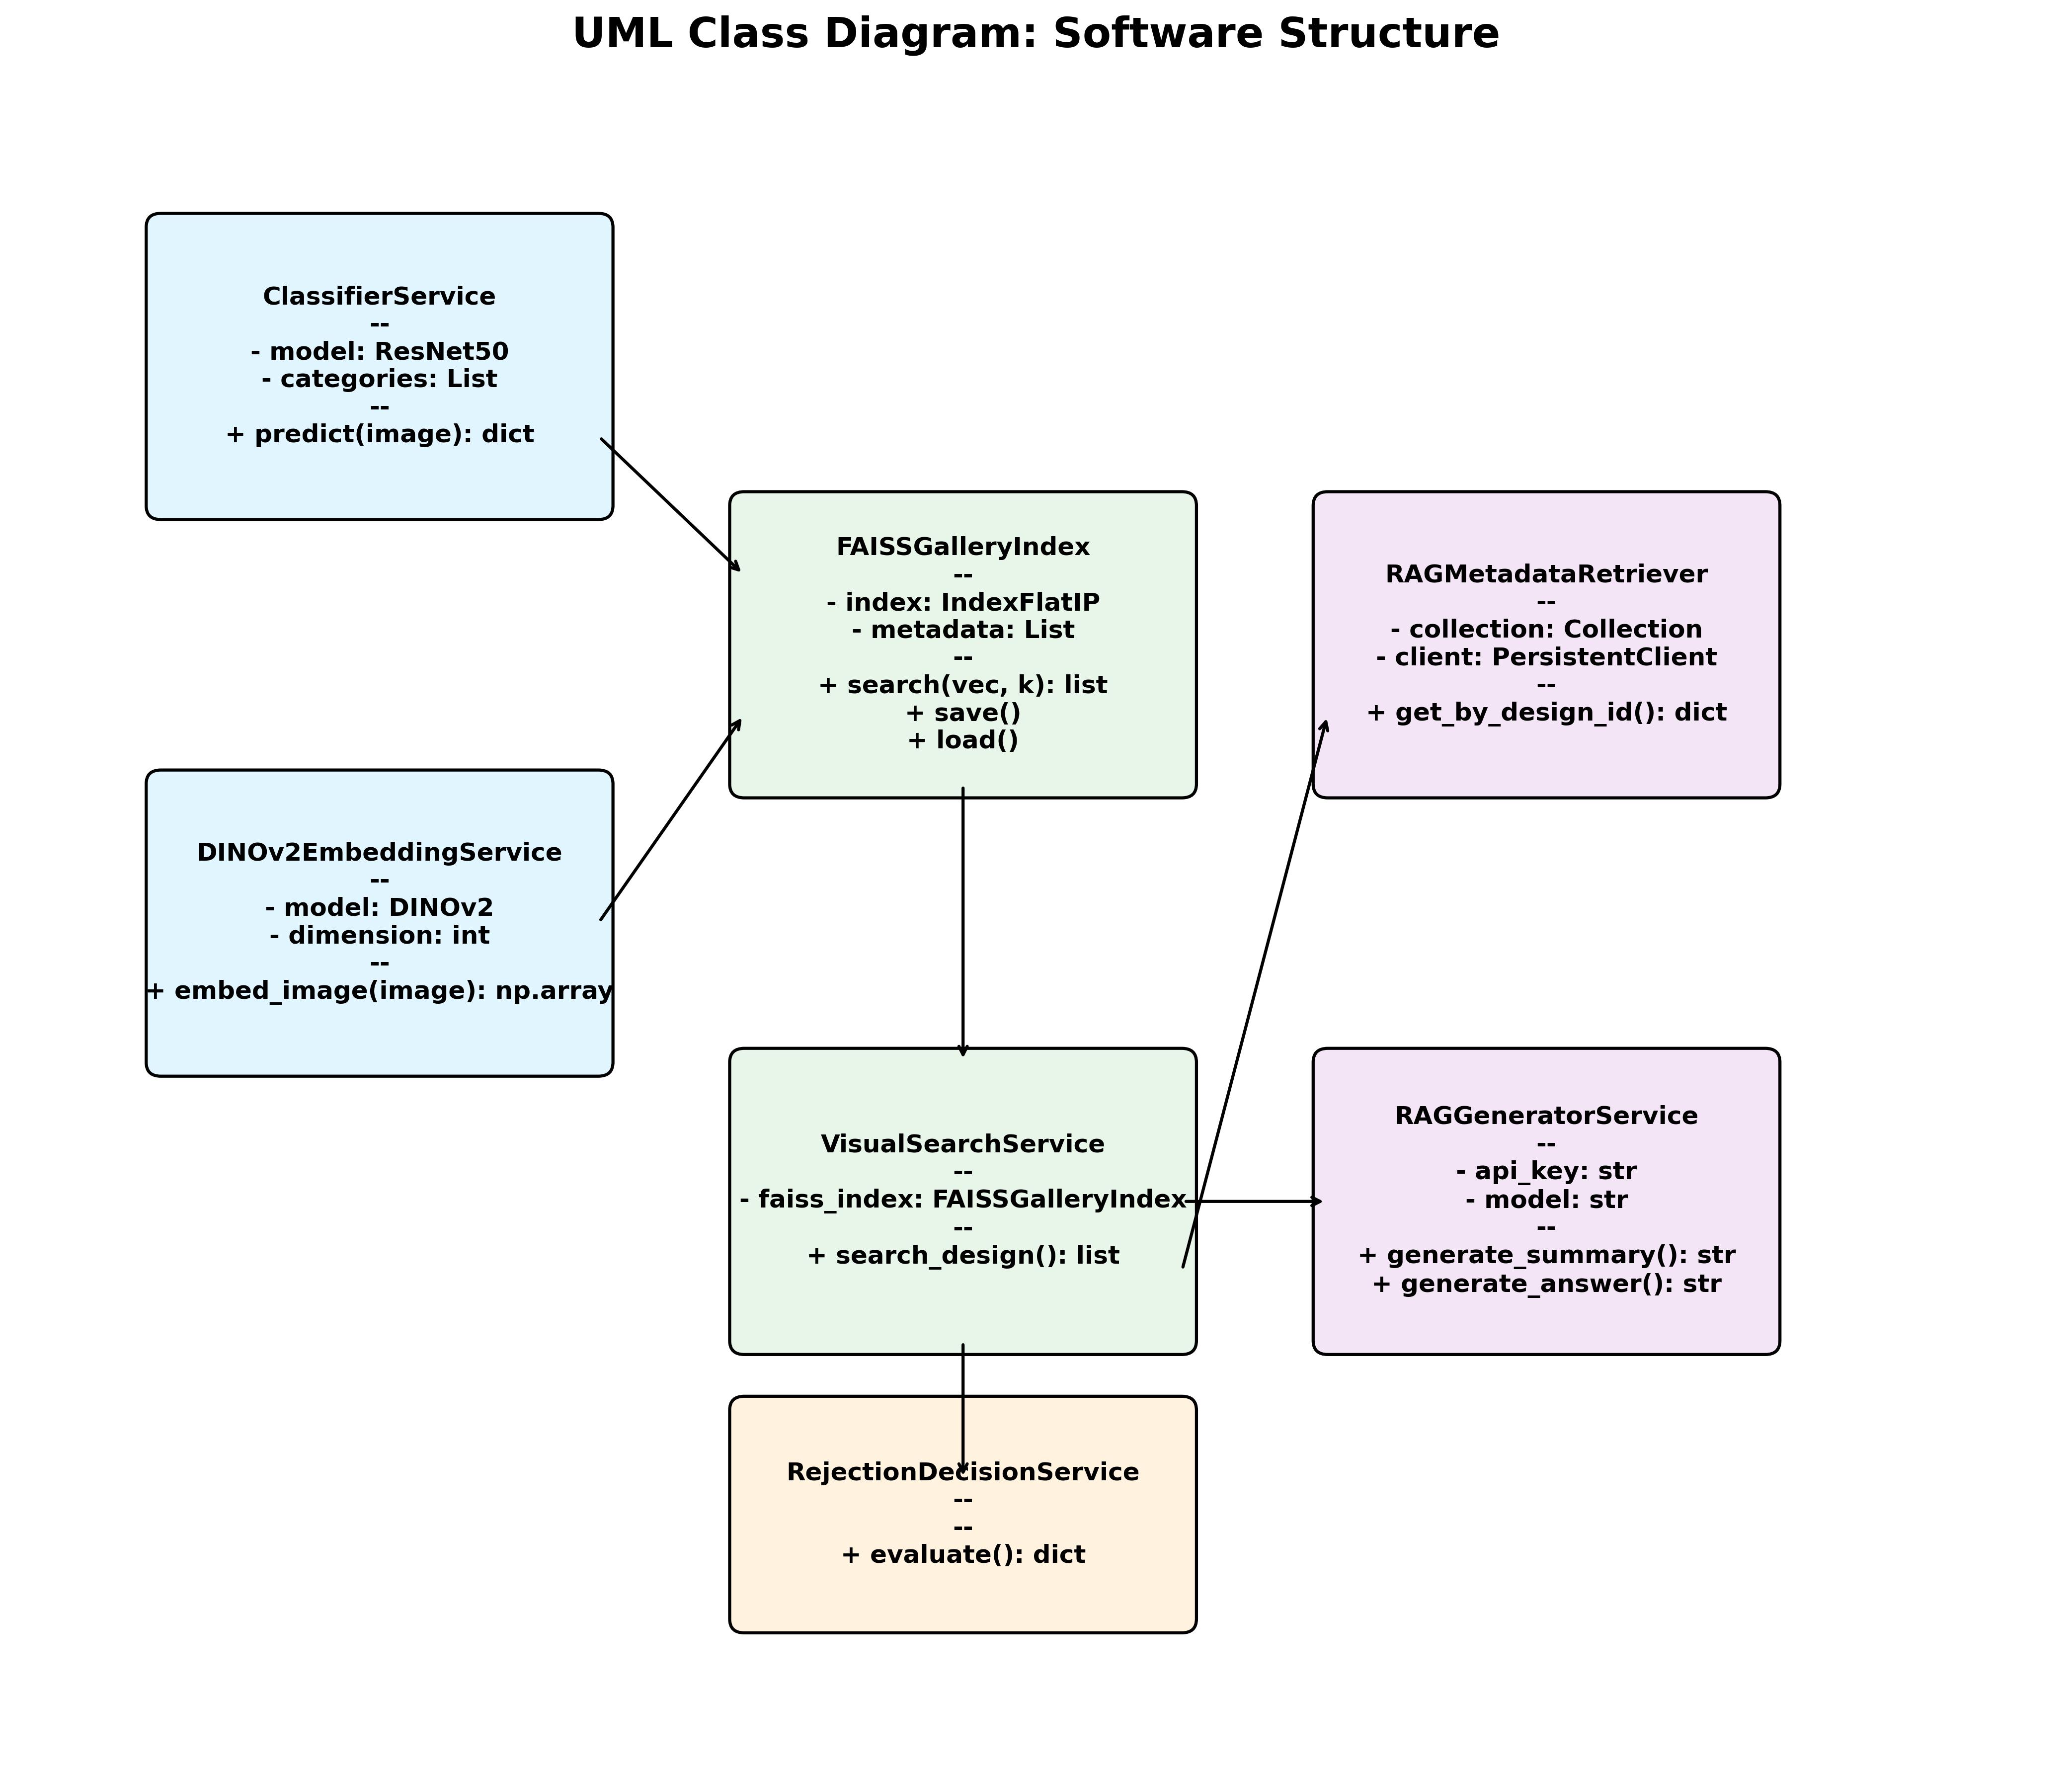 UML Class Diagram: Software Structure
ClassifierService
--
- model: ResNet50
- categories: List
--
+ predict(image): dict
FAISSGalleryIndex
--
- index: IndexFlatIP
- metadata: List
--
+ search(vec, k): list
+ save()
+ load()
RAGMetadataRetriever
--
- collection: Collection
- client: PersistentClient
--
+ get_by_design_id(): dict
DINOv2EmbeddingService
--
- model: DINOv2
- dimension: int
--
+ embed_image(image): np.array
VisualSearchService
--
- faiss_index: FAISSGalleryIndex
--
+ search_design(): list
RAGGeneratorService
--
- api_key: str
- model: str
--
+ generate_summary(): str
+ generate_answer(): str
RejectionDecisionService
--
--
+ evaluate(): dict